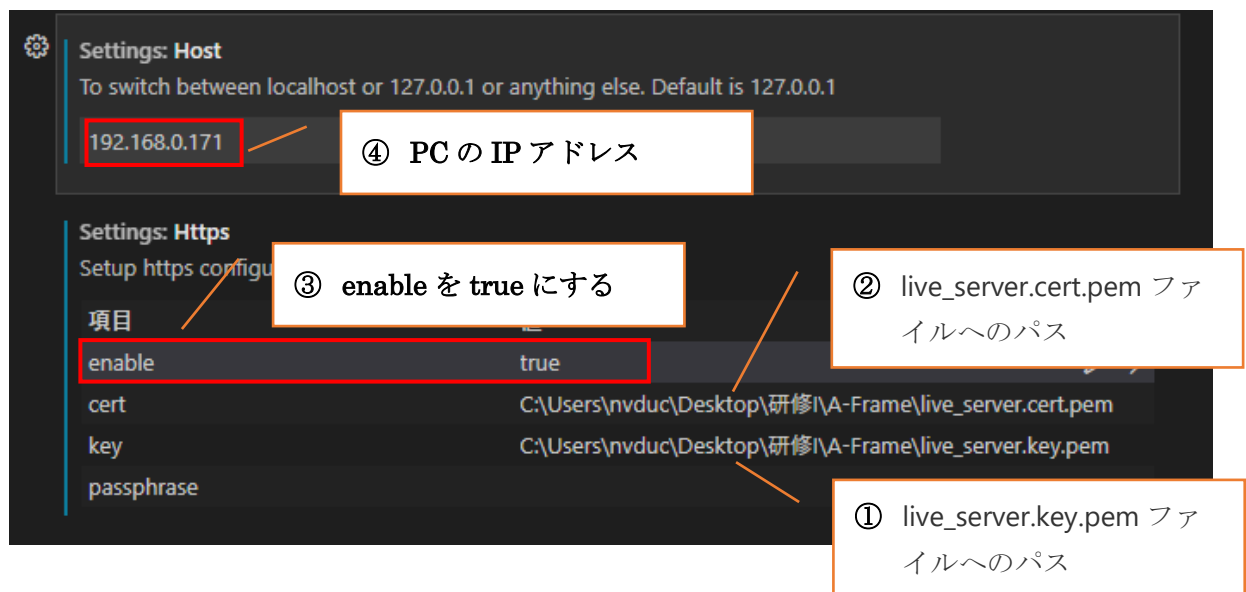 Settings: Host
To switch between localhost or 127.0.0.1 or anything else. Default is 127.0.0.1
192.168.0.171
④ PC の IP アドレス
Settings: Https
Setup https configu
③ enable を true にする
② live_server.cert.pem ファ
イルへのパス
項目
enable true
cert C:\Users\nvduc\Desktop\研修I\A-Frame\live_server.cert.pem
key C:\Users\nvduc\Desktop\研修I\A-Frame\live_server.key.pem
passphrase
① live_server.key.pem ファ
イルへのパス